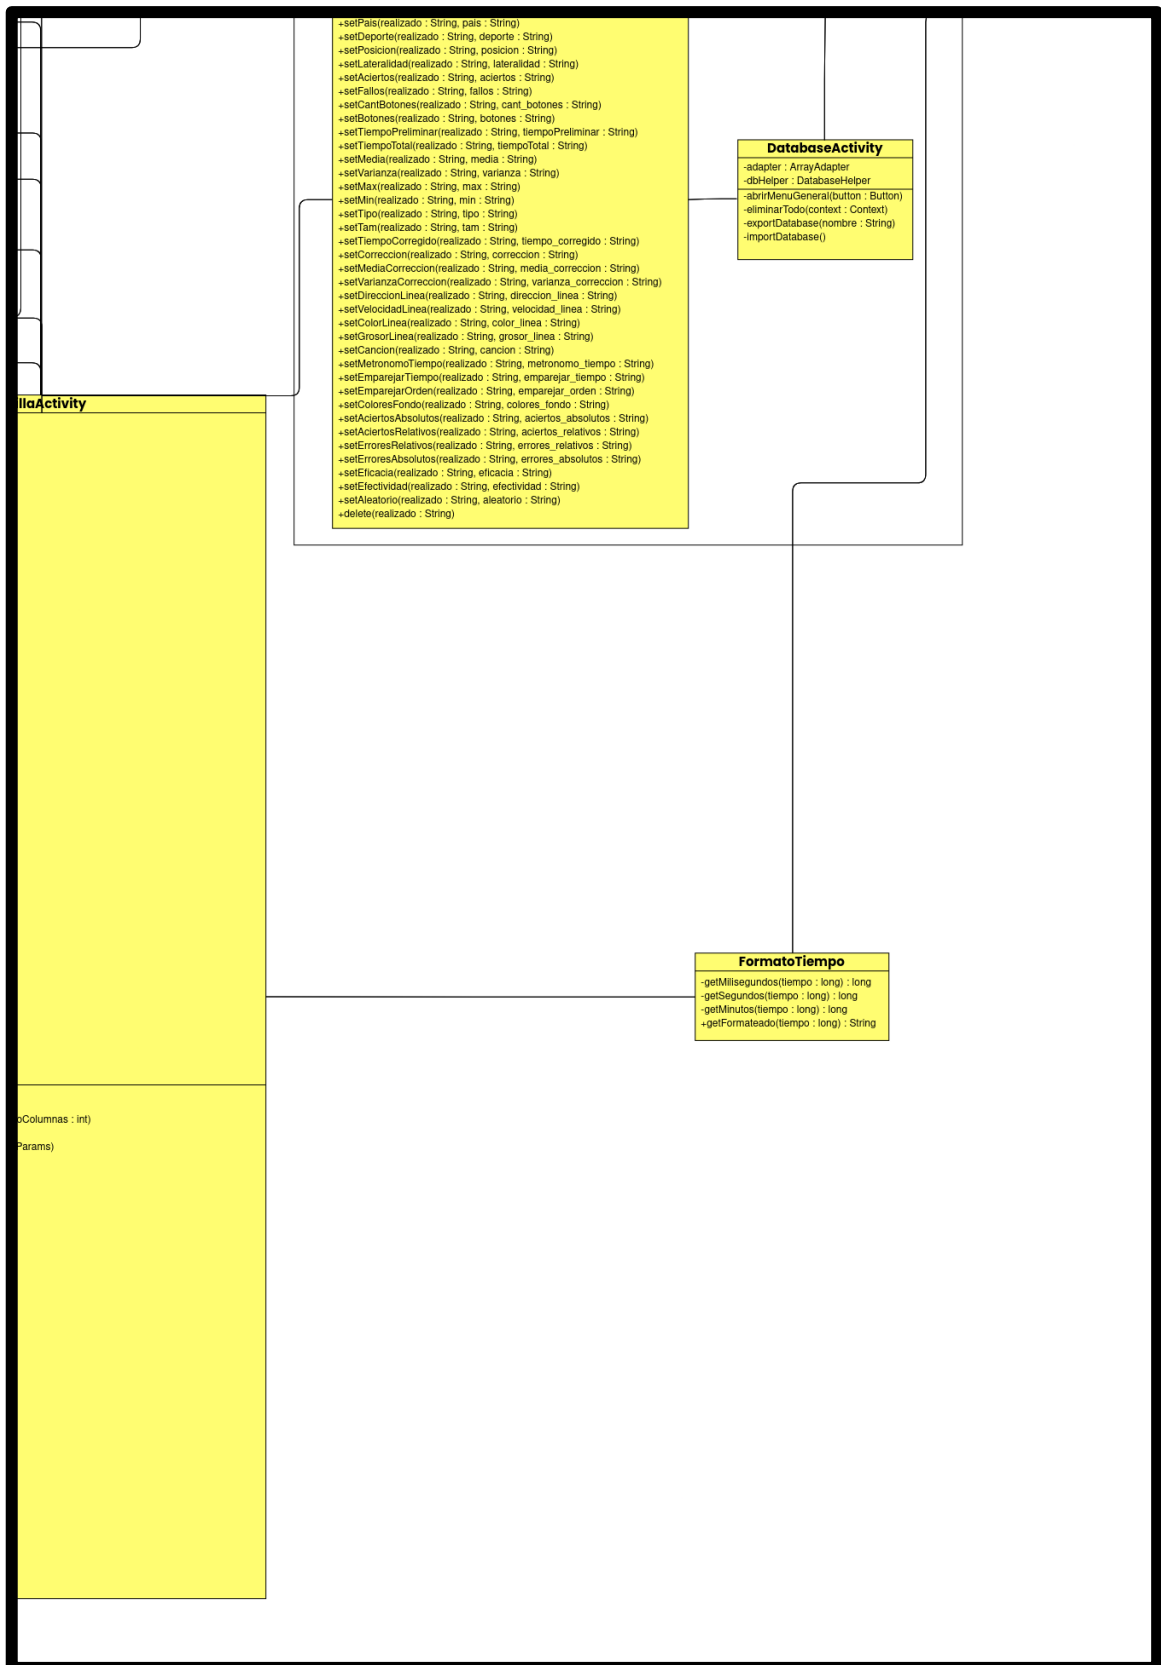 +setPais(realizado : String, pais : String)
+setDeporte(realizado : String, deporte : String)
+setPosicion(realizado : String, posicion : String)
+setLateralidad(realizado : String, lateralidad : String)
+setAciertos(realizado : String, aciertos : String)
+setFallos(realizado : String, fallos : String)
+setCantBotones(realizado : String, cant_botones : String)
+setBotones(realizado : String, botones : String)
+setTiempoPreliminar(realizado : String, tiempoPreliminar : String)
+setTiempoTotal(realizado : String, tiempoTotal : String)
+setMedia(realizado : String, media : String)
+setVarianza(realizado : String, varianza : String)
+setMax(realizado : String, max : String)
+setMin(realizado : String, min : String)
+setTipo(realizado : String, tipo : String)
+setTam(realizado : String, tam : String)
+setTiempoCorregido(realizado : String, tiempo_corregido : String)
+setCorreccion(realizado : String, correccion : String)
+setMediaCorreccion(realizado : String, media_correccion : String)
+setVarianzaCorreccion(realizado : String, varianza_correccion : String)
+setDireccionLinea(realizado : String, direccion_linea : String)
+setVelocidadLinea(realizado : String, velocidad_linea : String)
+setColorLinea(realizado : String, color_linea : String)
+setGrosorLinea(realizado : String, grosor_linea : String)
+setCancion(realizado : String, cancion : String)
+setMetronomoTiempo(realizado : String, metronomo_tiempo : String)
+setEmparejarTiempo(realizado : String, emparejar_tiempo : String)
+setEmparejarOrden(realizado : String, emparejar_orden : String)
+setColoresFondo(realizado : String, colores_fondo : String)
+setAciertosAbsolutos(realizado : String, aciertos_absolutos : String)
+setAciertosRelativos(realizado : String, aciertos_relativos : String)
+setErroresRelativos(realizado : String, errores_relativos : String)
+setErroresAbsolutos(realizado : String, errores_absolutos : String)
+setEficacia(realizado : String, eficacia : String)
+setEfectividad(realizado : String, efectividad : String)
+setAleatorio(realizado : String, aleatorio : String)
+delete(realizado : String)
DatabaseActivity
-adapter : ArrayAdapter
-dbHelper : DatabaseHelper
-abrirMenuGeneral(button : Button)
-eliminarTodo(context : Context)
-exportDatabase(nombre : String)
-importDatabase()
llaActivity
oColumnas : int)
Params)
FormatoTiempo
-getMilisegundos(tiempo : long) : long
-getSegundos(tiempo : long) : long
-getMinutos(tiempo : long) : long
+getFormateado(tiempo : long) : String